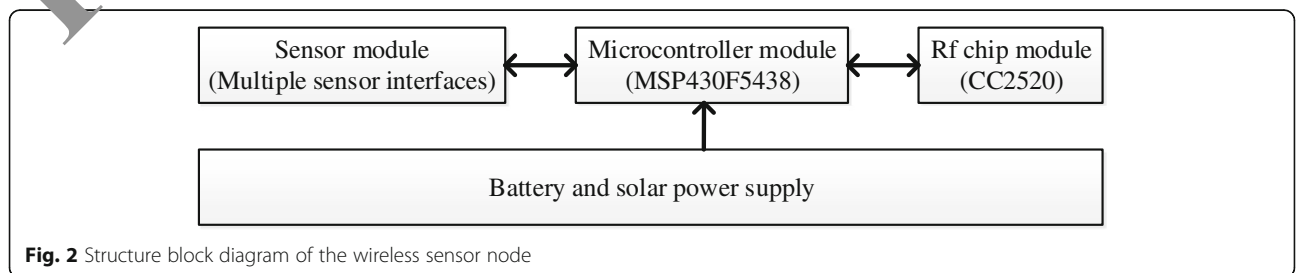 Sensor module
(Multiple sensor interfaces)
Microcontroller module
(MSP430F5438)
Rf chip module
(CC2520)
Battery and solar power supply
Fig. 2 Structure block diagram of the wireless sensor node